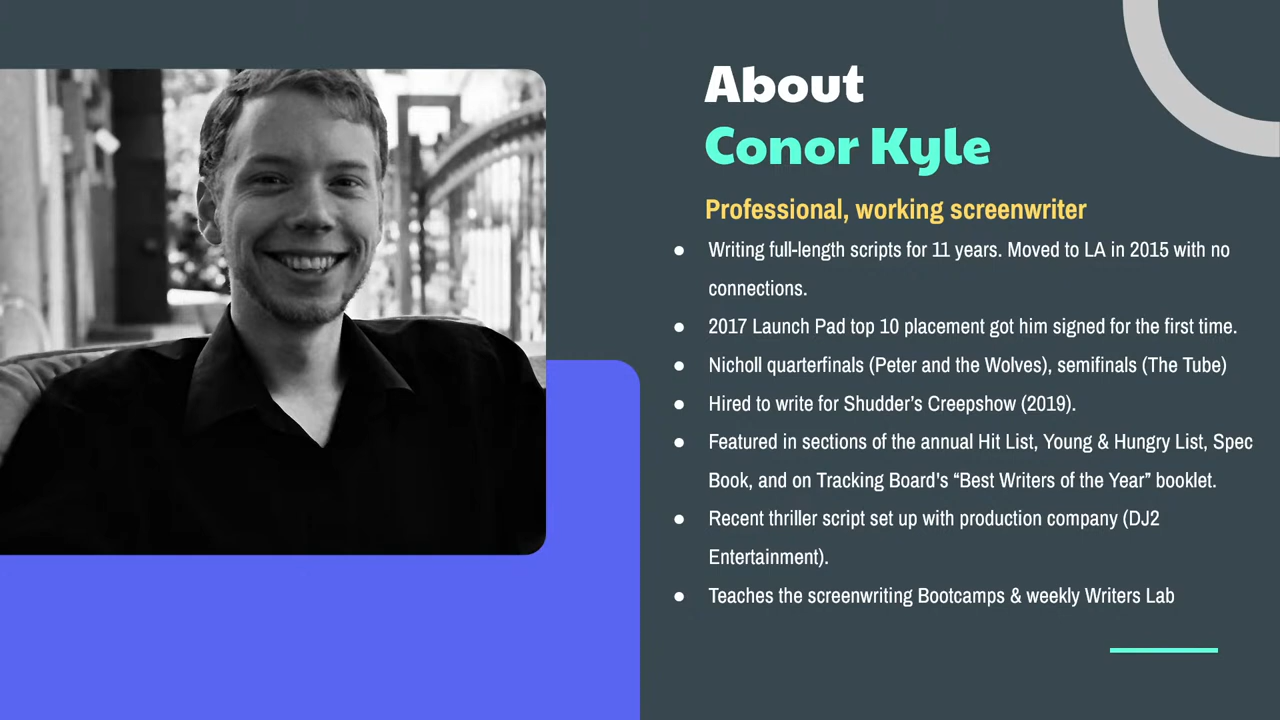 About
Conor Kyle
Professional, working screenwriter
● Writing full-length scripts for 11 years. Moved to LA in 2015 with no
connections.
● 2017 Launch Pad top 10 placement got him signed for the first time.
● Nicholl quarterfinals (Peter and the Wolves), semifinals (The Tube)
● Hired to write for Shudder’s Creepshow (2019).
● Featured in sections of the annual Hit List, Young & Hungry List, Spec
Book, and on Tracking Board's “Best Writers of the Year” booklet.
● Recent thriller script set up with production company (DJ2
Entertainment).
● Teaches the screenwriting Bootcamps & weekly Writers Lab